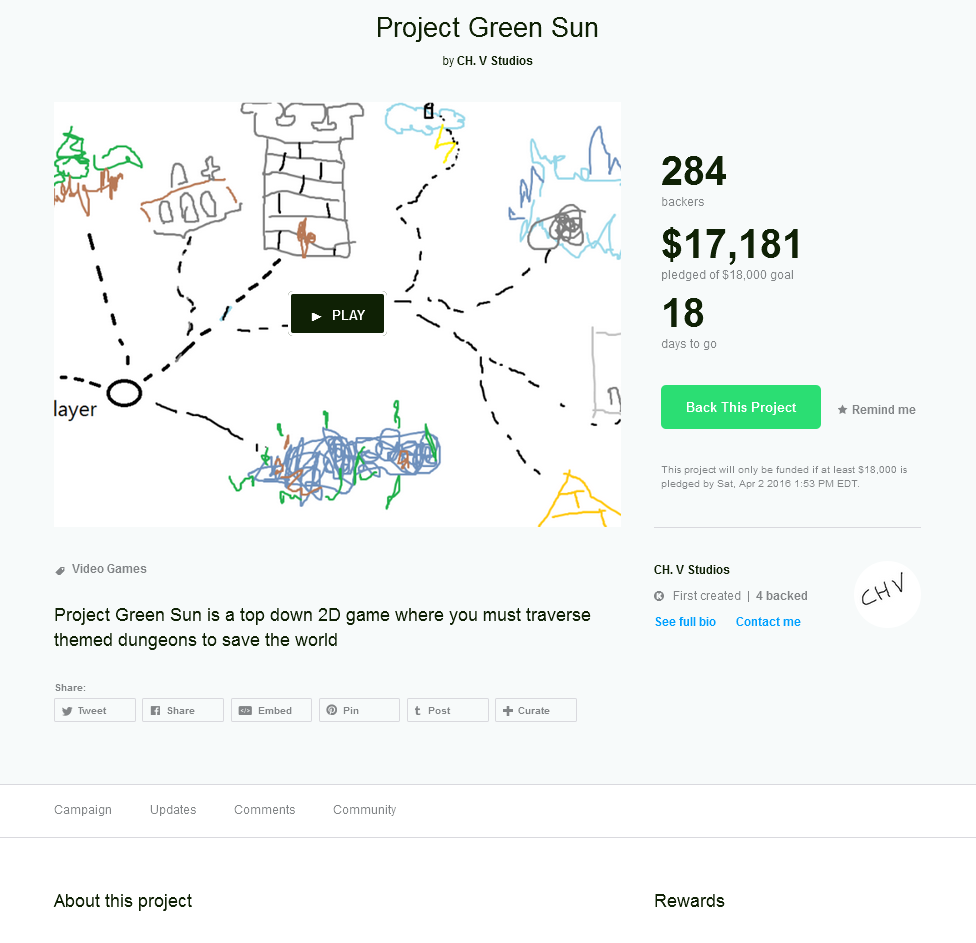 Project Green Sun
by CH. V Studios
layer
PLAY
284
backers
$17,181
pledged of $18,000 goal
18
days to go
Back This Project
Remind me
This project will only be funded if at least $18,000 is
pledged by Sat, Apr 2 2016 1:53 PM EDT.
Video Games
Project Green Sun is a top down 2D game where you must traverse
themed dungeons to save the world
CH. V Studios
First created | 4 backed
See full bio Contact me
CHV
Share:
Tweet Share Embed Pin Post Curate
Campaign Updates Comments Community
About this project
Rewards